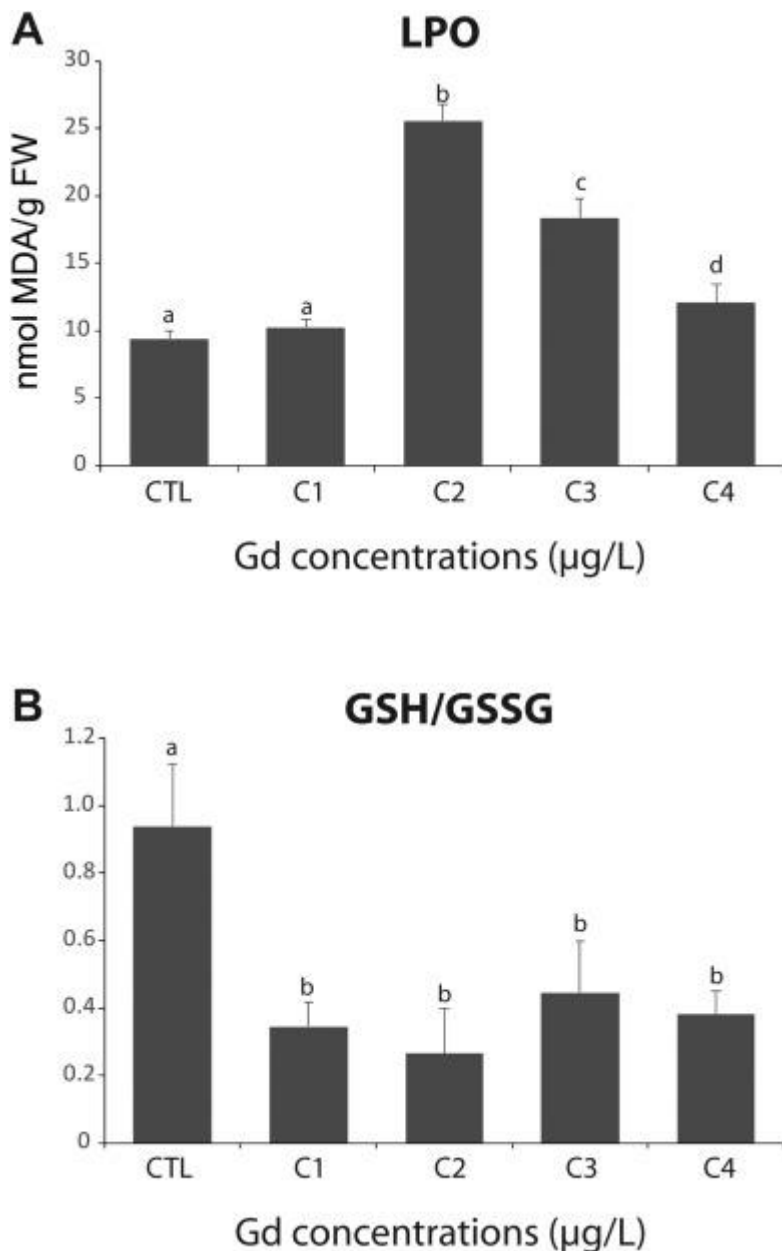 A
LPO
nmol MDA/g FW
30
25
20
15
10
5
0
a
a
b
c
d
CTL C1 C2 C3 C4
Gd concentrations (µg/L)
B
GSH/GSSG
1.2
1.0
0.8
0.6
0.4
0.2
0
a
b
b
b
b
CTL C1 C2 C3 C4
Gd concentrations (µg/L)